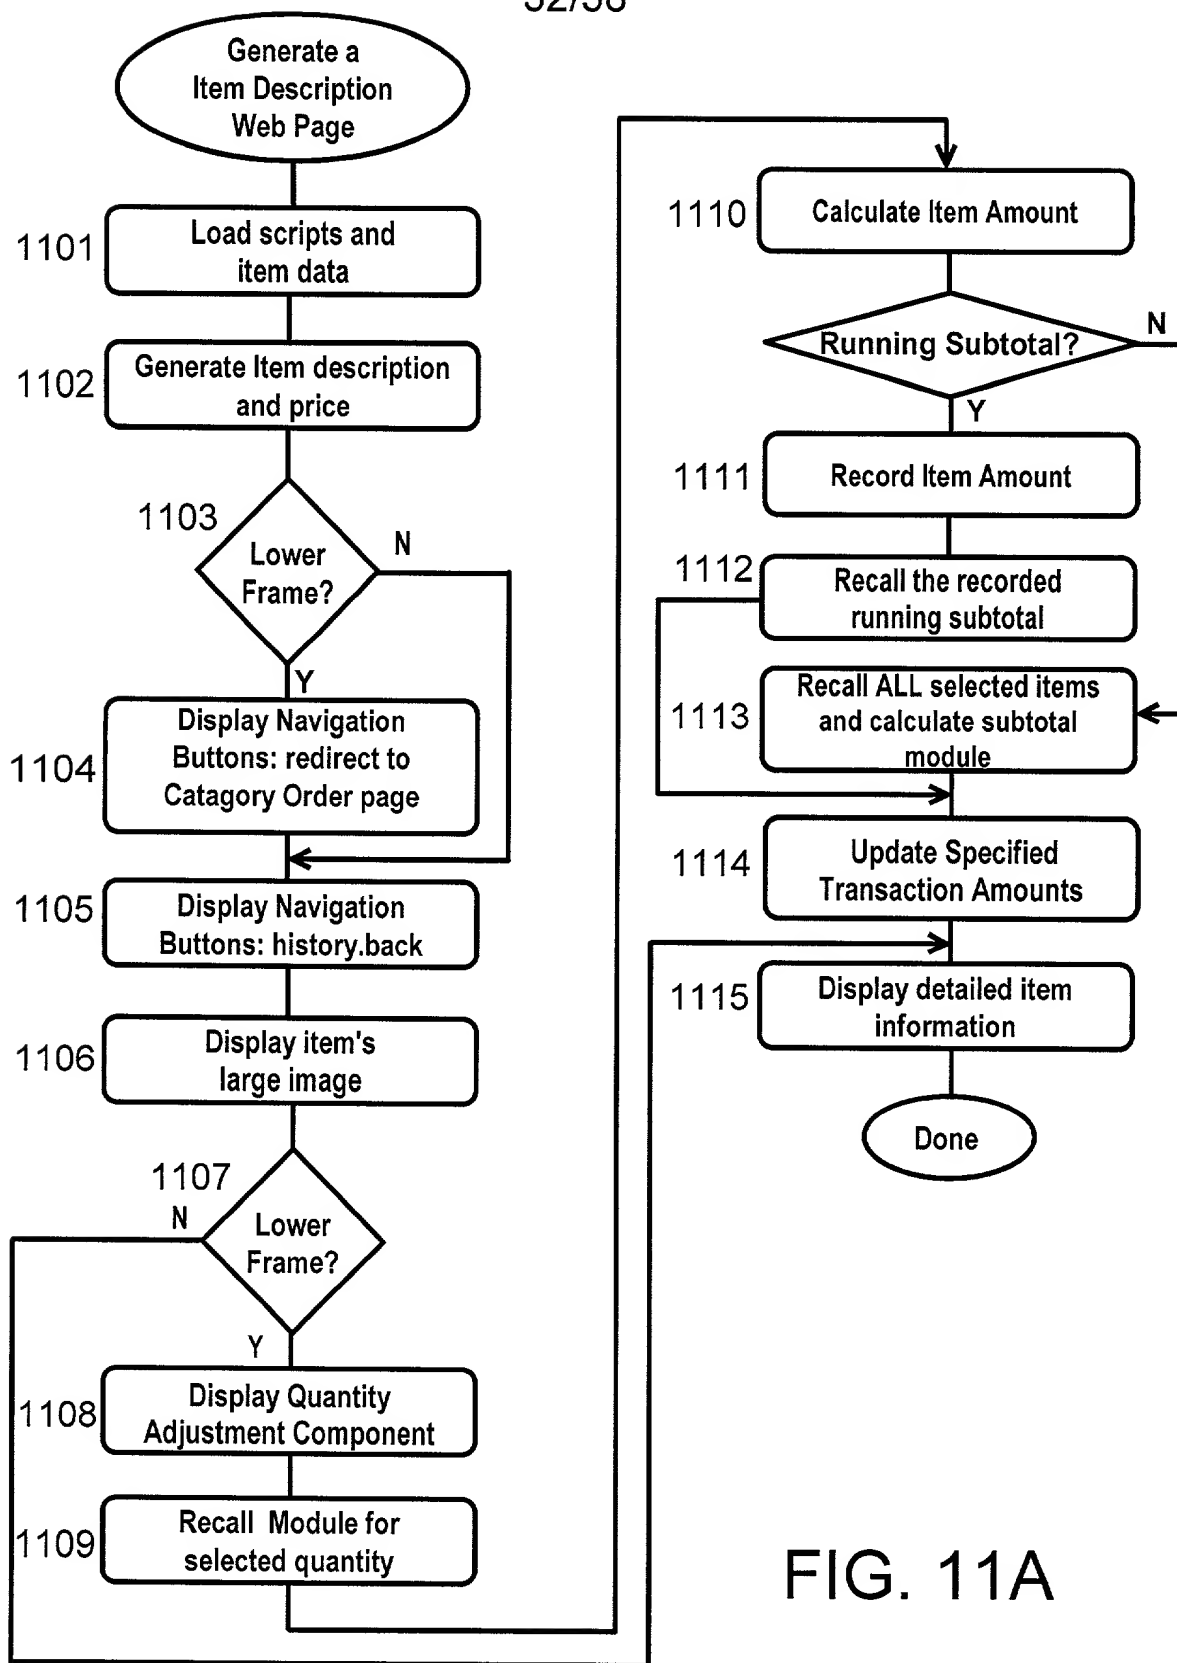 32/38
Generate a
Item Description
Web Page
1101
Load scripts and
item data
1102
Generate Item description
and price
1103
Lower
Frame?
N
Y
1104
Display Navigation
Buttons: redirect to
Catagory Order page
1105
Display Navigation
Buttons: history.back
1106
Display item's
large image
1107
N
Lower
Frame?
Y
1108
Display Quantity
Adjustment Component
1109
Recall Module for
selected quantity
1110
Calculate Item Amount
Running Subtotal?
N
Y
1111
Record Item Amount
1112
Recall the recorded
running subtotal
1113
Recall ALL selected items
and calculate subtotal
module
1114
Update Specified
Transaction Amounts
1115
Display detailed item
information
Done
FIG. 11A